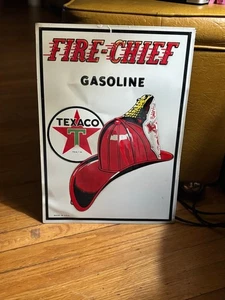 FIRE-CHIEF
GASOLINE
TEXACO
T